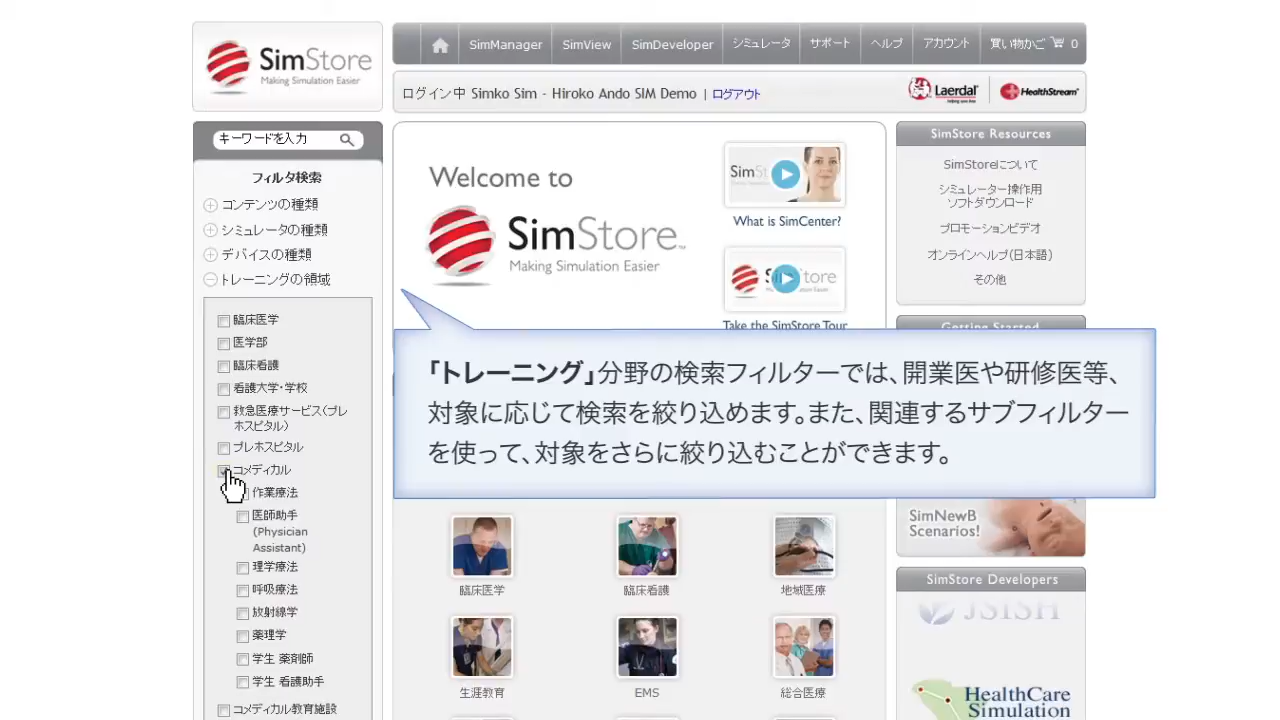 SimStore
Making Simulation Easier
SimManager
SimView
SimDeveloper
シミュレータ
サポート
ヘルプ
アカウント
買い物かご 0
ログイン中 Simko Sim - Hiroko Ando SIM Demo | ログアウト
Laerdal
HealthStream
キーワードを入力
フィルタ検索
コンテンツの種類
シミュレータの種類
デバイスの種類
トレーニングの領域
臨床医学
医学部
臨床看護
看護大学・学校
救急医療サービス(プレ
ホスピタル)
プレホスピタル
コメディカル
作業療法
医師助手
(Physician
Assistant)
理学療法
呼吸療法
放射線学
薬理学
学生 薬剤師
学生 看護助手
コメディカル教育施設
Welcome to
SimStore
Making Simulation Easier
What is SimCenter?
Take the SimStore Tour
「トレーニング」分野の検索フィルターでは、開業医や研修医等、
対象に応じて検索を絞り込めます。また、関連するサブフィルター
を使って、対象をさらに絞り込むことができます。
臨床医学
臨床看護
地域医療
生涯教育
EMS
総合医療
SimStore Resources
SimStoreについて
シミュレーター操作用
ソフトダウンロード
プロモーションビデオ
オンラインヘルプ(日本語)
その他
Getting Started
SimNewB
Scenarios!
SimStore Developers
JSISH
HealthCare
Simulation